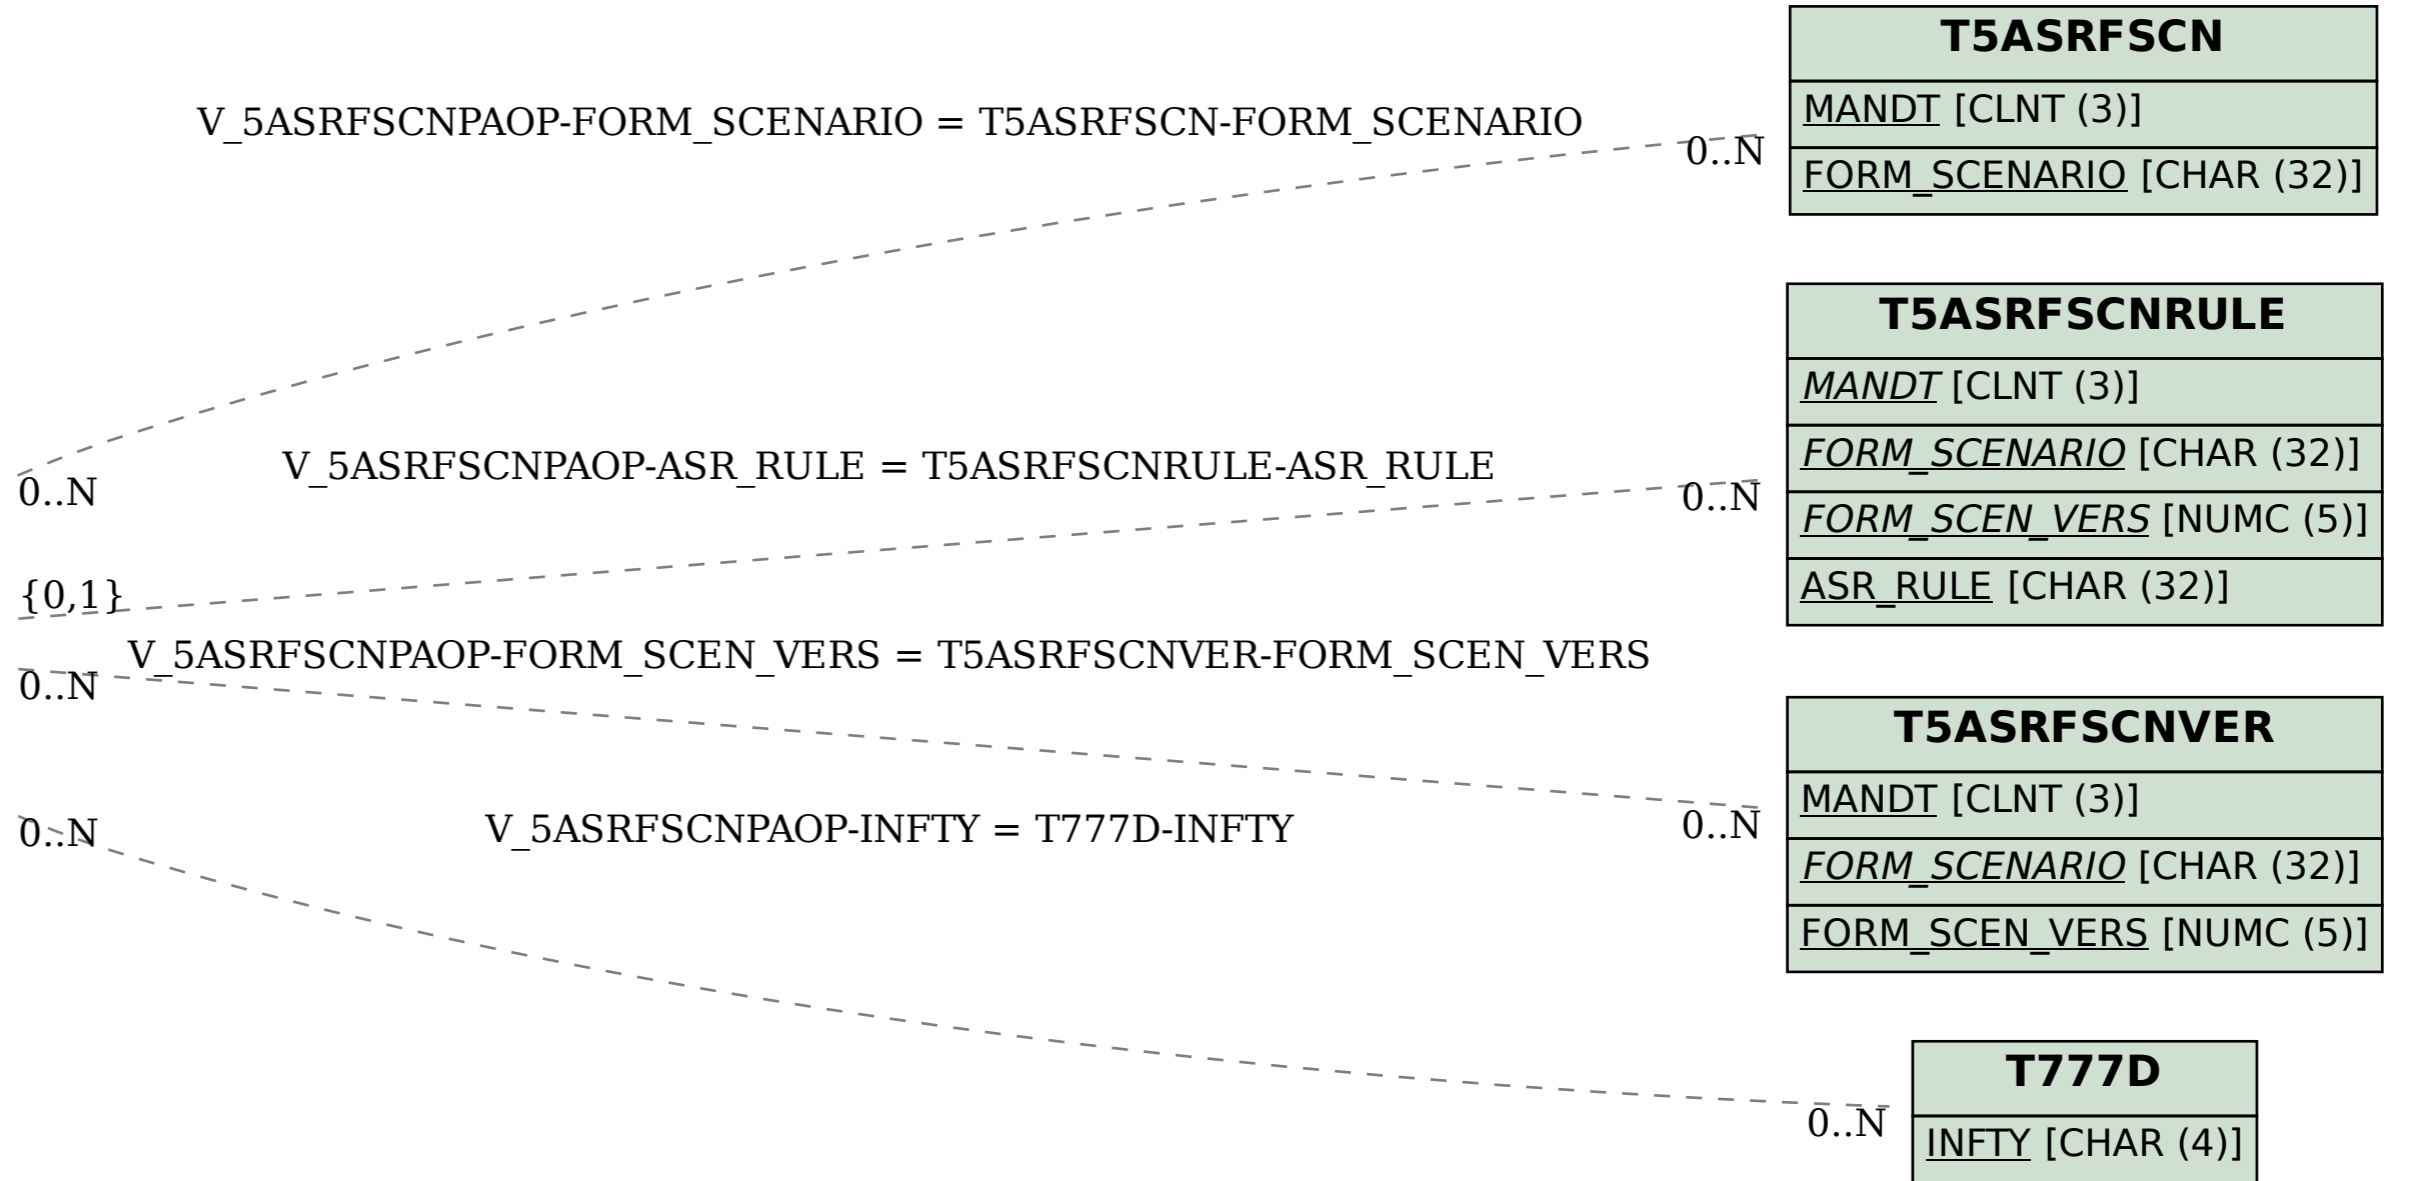 T5ASRFSCN
MANDT [CLNT (3)]
FORM_SCENARIO [CHAR (32)]
V_5ASRFSCNPAOP-FORM_SCENARIO = T5ASRFSCN-FORM_SCENARIO
0..N
0..N
T5ASRFSCNRULE
MANDT [CLNT (3)]
FORM_SCENARIO [CHAR (32)]
FORM_SCEN_VERS [NUMC (5)]
ASR_RULE [CHAR (32)]
V_5ASRFSCNPAOP-ASR_RULE = T5ASRFSCNRULE-ASR_RULE
0..N
{0,1}
V_5ASRFSCNPAOP-FORM_SCEN_VERS = T5ASRFSCNVER-FORM_SCEN_VERS
0..N
0..N
T5ASRFSCNVER
MANDT [CLNT (3)]
FORM_SCENARIO [CHAR (32)]
FORM_SCEN_VERS [NUMC (5)]
V_5ASRFSCNPAOP-INFTY = T777D-INFTY
0..N
0..N
T777D
INFTY [CHAR (4)]